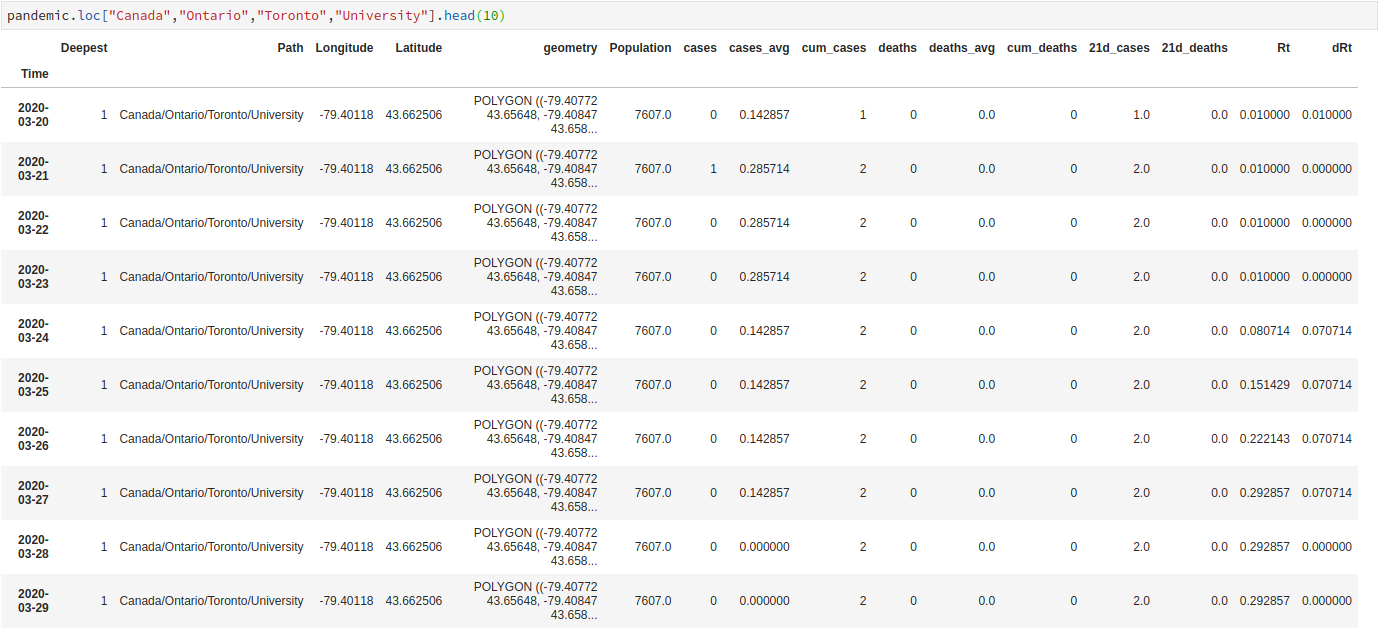 pandemic.loc["Canada","Ontario","Toronto","University"].head(10)
Deepest Path Longitude Latitude geometry Population cases cases_avg cum_cases deaths deaths_avg cum_deaths 21d_cases 21d_deaths Rt dRt
Time
2020-03-20 1 Canada/Ontario/Toronto/University -79.40118 43.662506 POLYGON ((-79.40772 43.65648, -79.40847 43.658... 7607.0 0 0.142857 1 0 0.0 0 1.0 0.0 0.010000 0.010000
2020-03-21 1 Canada/Ontario/Toronto/University -79.40118 43.662506 POLYGON ((-79.40772 43.65648, -79.40847 43.658... 7607.0 1 0.285714 2 0 0.0 0 2.0 0.0 0.010000 0.000000
2020-03-22 1 Canada/Ontario/Toronto/University -79.40118 43.662506 POLYGON ((-79.40772 43.65648, -79.40847 43.658... 7607.0 0 0.285714 2 0 0.0 0 2.0 0.0 0.010000 0.000000
2020-03-23 1 Canada/Ontario/Toronto/University -79.40118 43.662506 POLYGON ((-79.40772 43.65648, -79.40847 43.658... 7607.0 0 0.285714 2 0 0.0 0 2.0 0.0 0.010000 0.000000
2020-03-24 1 Canada/Ontario/Toronto/University -79.40118 43.662506 POLYGON ((-79.40772 43.65648, -79.40847 43.658... 7607.0 0 0.142857 2 0 0.0 0 2.0 0.0 0.080714 0.070714
2020-03-25 1 Canada/Ontario/Toronto/University -79.40118 43.662506 POLYGON ((-79.40772 43.65648, -79.40847 43.658... 7607.0 0 0.142857 2 0 0.0 0 2.0 0.0 0.151429 0.070714
2020-03-26 1 Canada/Ontario/Toronto/University -79.40118 43.662506 POLYGON ((-79.40772 43.65648, -79.40847 43.658... 7607.0 0 0.142857 2 0 0.0 0 2.0 0.0 0.222143 0.070714
2020-03-27 1 Canada/Ontario/Toronto/University -79.40118 43.662506 POLYGON ((-79.40772 43.65648, -79.40847 43.658... 7607.0 0 0.142857 2 0 0.0 0 2.0 0.0 0.292857 0.070714
2020-03-28 1 Canada/Ontario/Toronto/University -79.40118 43.662506 POLYGON ((-79.40772 43.65648, -79.40847 43.658... 7607.0 0 0.000000 2 0 0.0 0 2.0 0.0 0.292857 0.000000
2020-03-29 1 Canada/Ontario/Toronto/University -79.40118 43.662506 POLYGON ((-79.40772 43.65648, -79.40847 43.658... 7607.0 0 0.000000 2 0 0.0 0 2.0 0.0 0.292857 0.000000